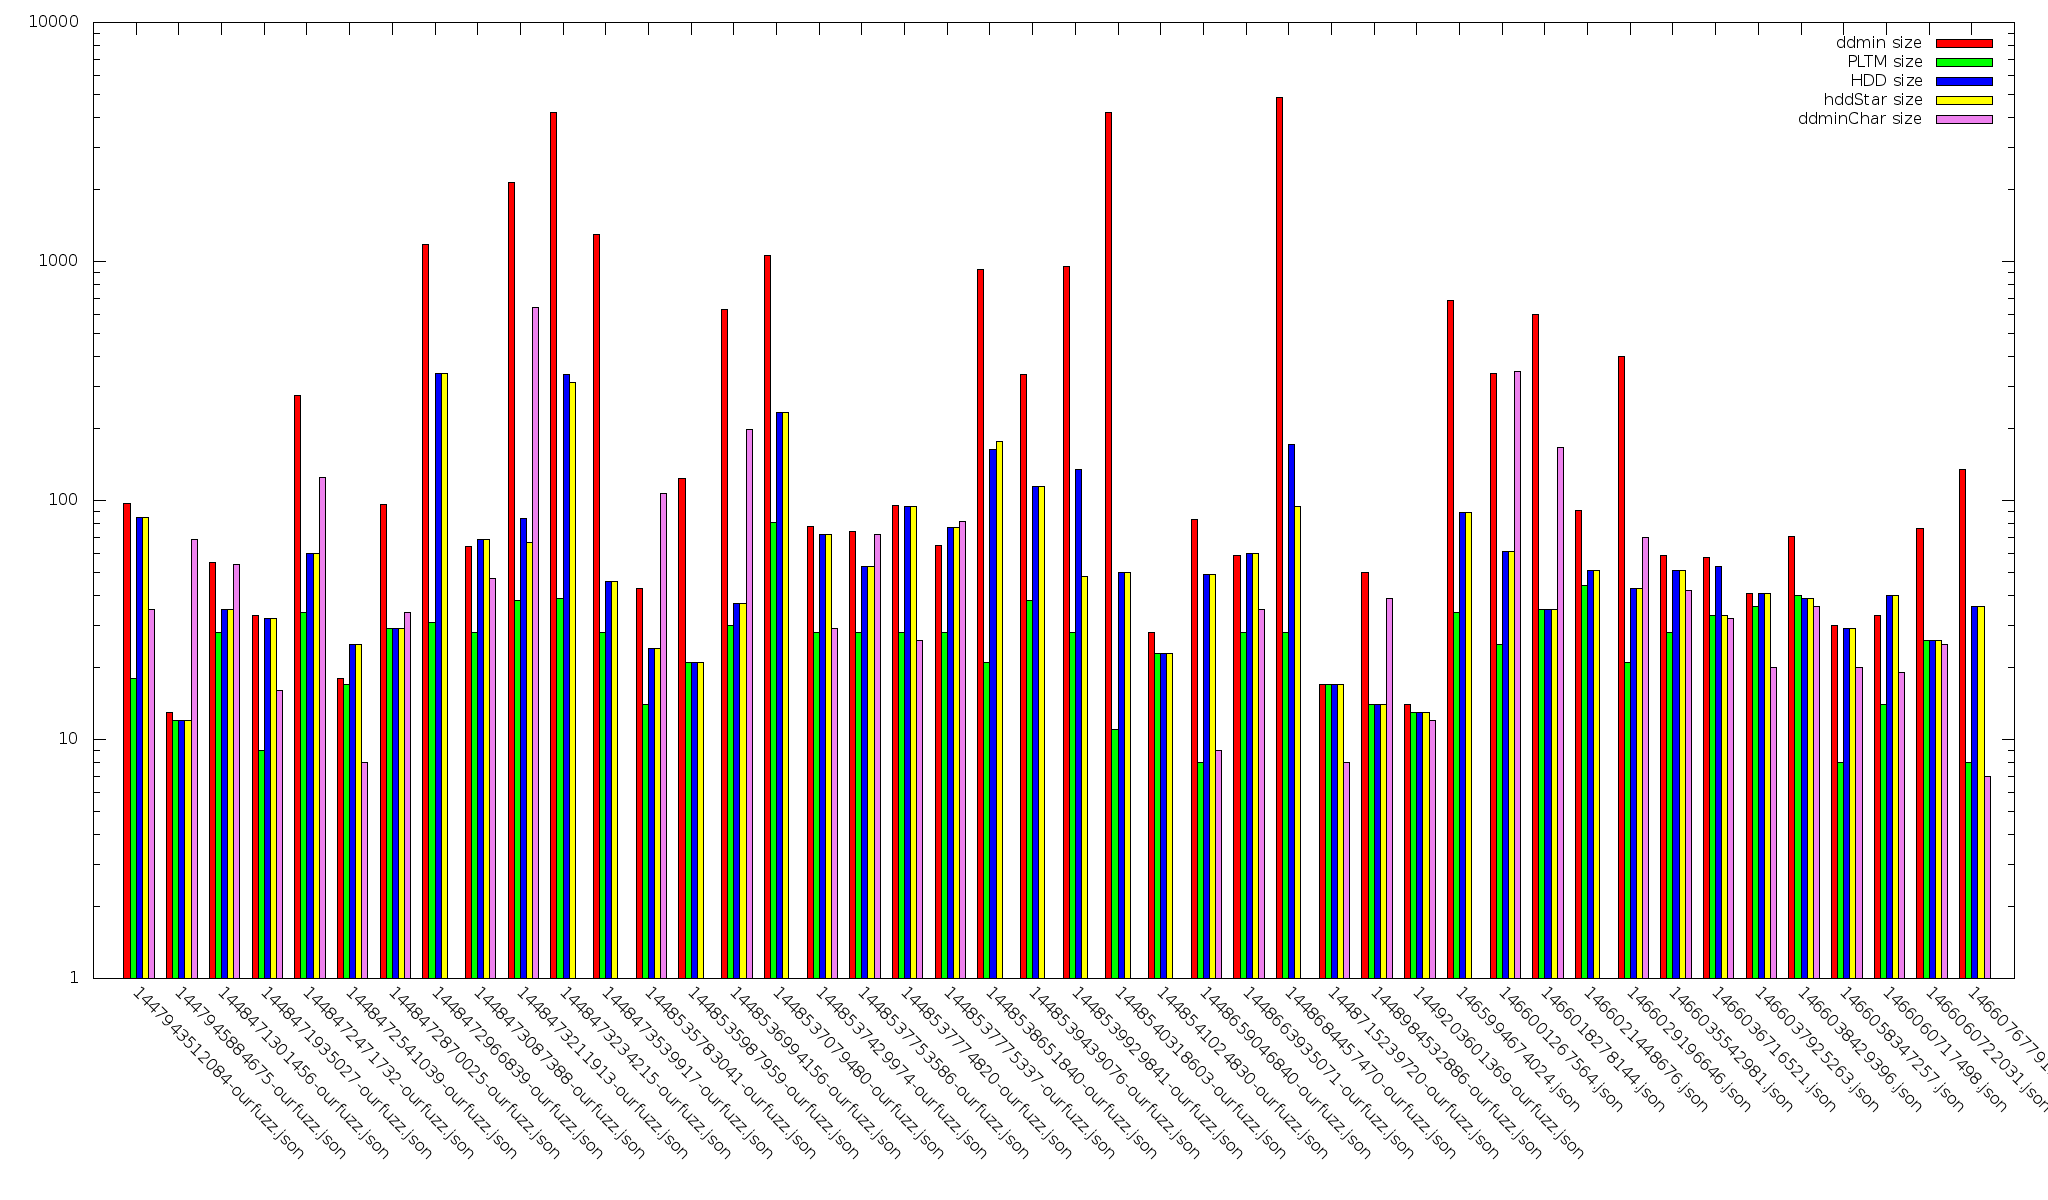 10000
1000
100
10
1
ddmin size
PLTM size
HDD size
hddStar size
ddminChar size
1447943512084-ourfuzz.json
1447945884675-ourfuzz.json
1448471301456-ourfuzz.json
1448471935027-ourfuzz.json
1448472471732-ourfuzz.json
1448472541039-ourfuzz.json
1448472870025-ourfuzz.json
1448472966839-ourfuzz.json
1448473087388-ourfuzz.json
1448473211913-ourfuzz.json
1448473234215-ourfuzz.json
1448473539917-ourfuzz.json
1448535783041-ourfuzz.json
1448535987959-ourfuzz.json
1448536994156-ourfuzz.json
1448537079480-ourfuzz.json
1448537429974-ourfuzz.json
1448537753586-ourfuzz.json
1448537774820-ourfuzz.json
1448537775337-ourfuzz.json
1448538651840-ourfuzz.json
1448539439076-ourfuzz.json
1448539929841-ourfuzz.json
1448540318603-ourfuzz.json
1448541024830-ourfuzz.json
1448659046840-ourfuzz.json
1448663935071-ourfuzz.json
1448684457470-ourfuzz.json
1448715239720-ourfuzz.json
1448984532886-ourfuzz.json
1449203601369-ourfuzz.json
1465994674024.json
1466001267564.json
1466018278144.json
1466021448676.json
1466029196646.json
1466035542981.json
1466036716521.json
1466037925263.json
1466038429396.json
1466058347257.json
1466060717498.json
1466060722031.json
14660767791